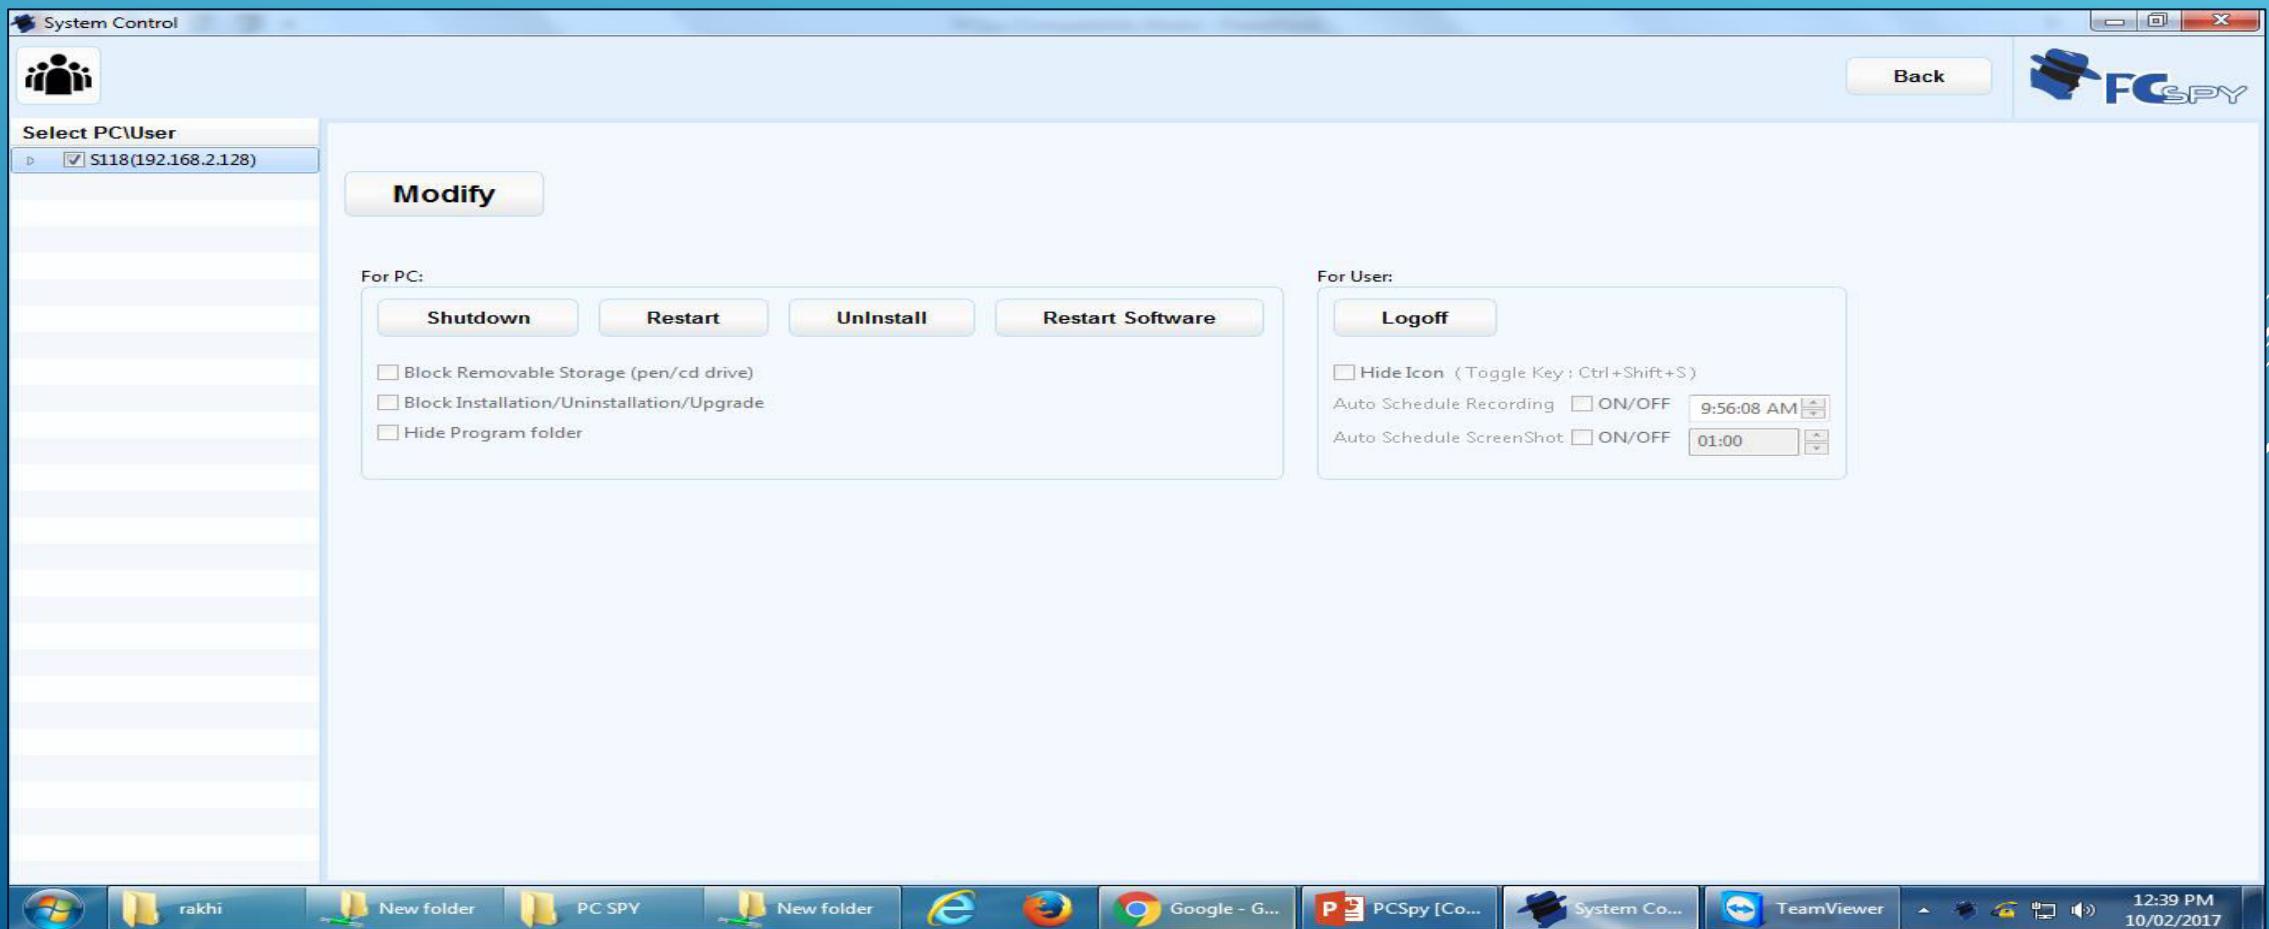 System Control
Back
PCSPY
Select PC\User
S118(192.168.2.128)
Modify
For PC:
Shutdown
Restart
UnInstall
Restart Software
Block Removable Storage (pen/cd drive)
Block Installation/Uninstallation/Upgrade
Hide Program folder
For User:
Logoff
Hide Icon (Toggle Key : Ctrl+Shift+S)
Auto Schedule Recording ON/OFF 9:56:08 AM
Auto Schedule ScreenShot ON/OFF 01:00
rakhi
New folder
PC SPY
New folder
Google - G...
PCSpy [Co...
System Co...
TeamViewer
12:39 PM
10/02/2017